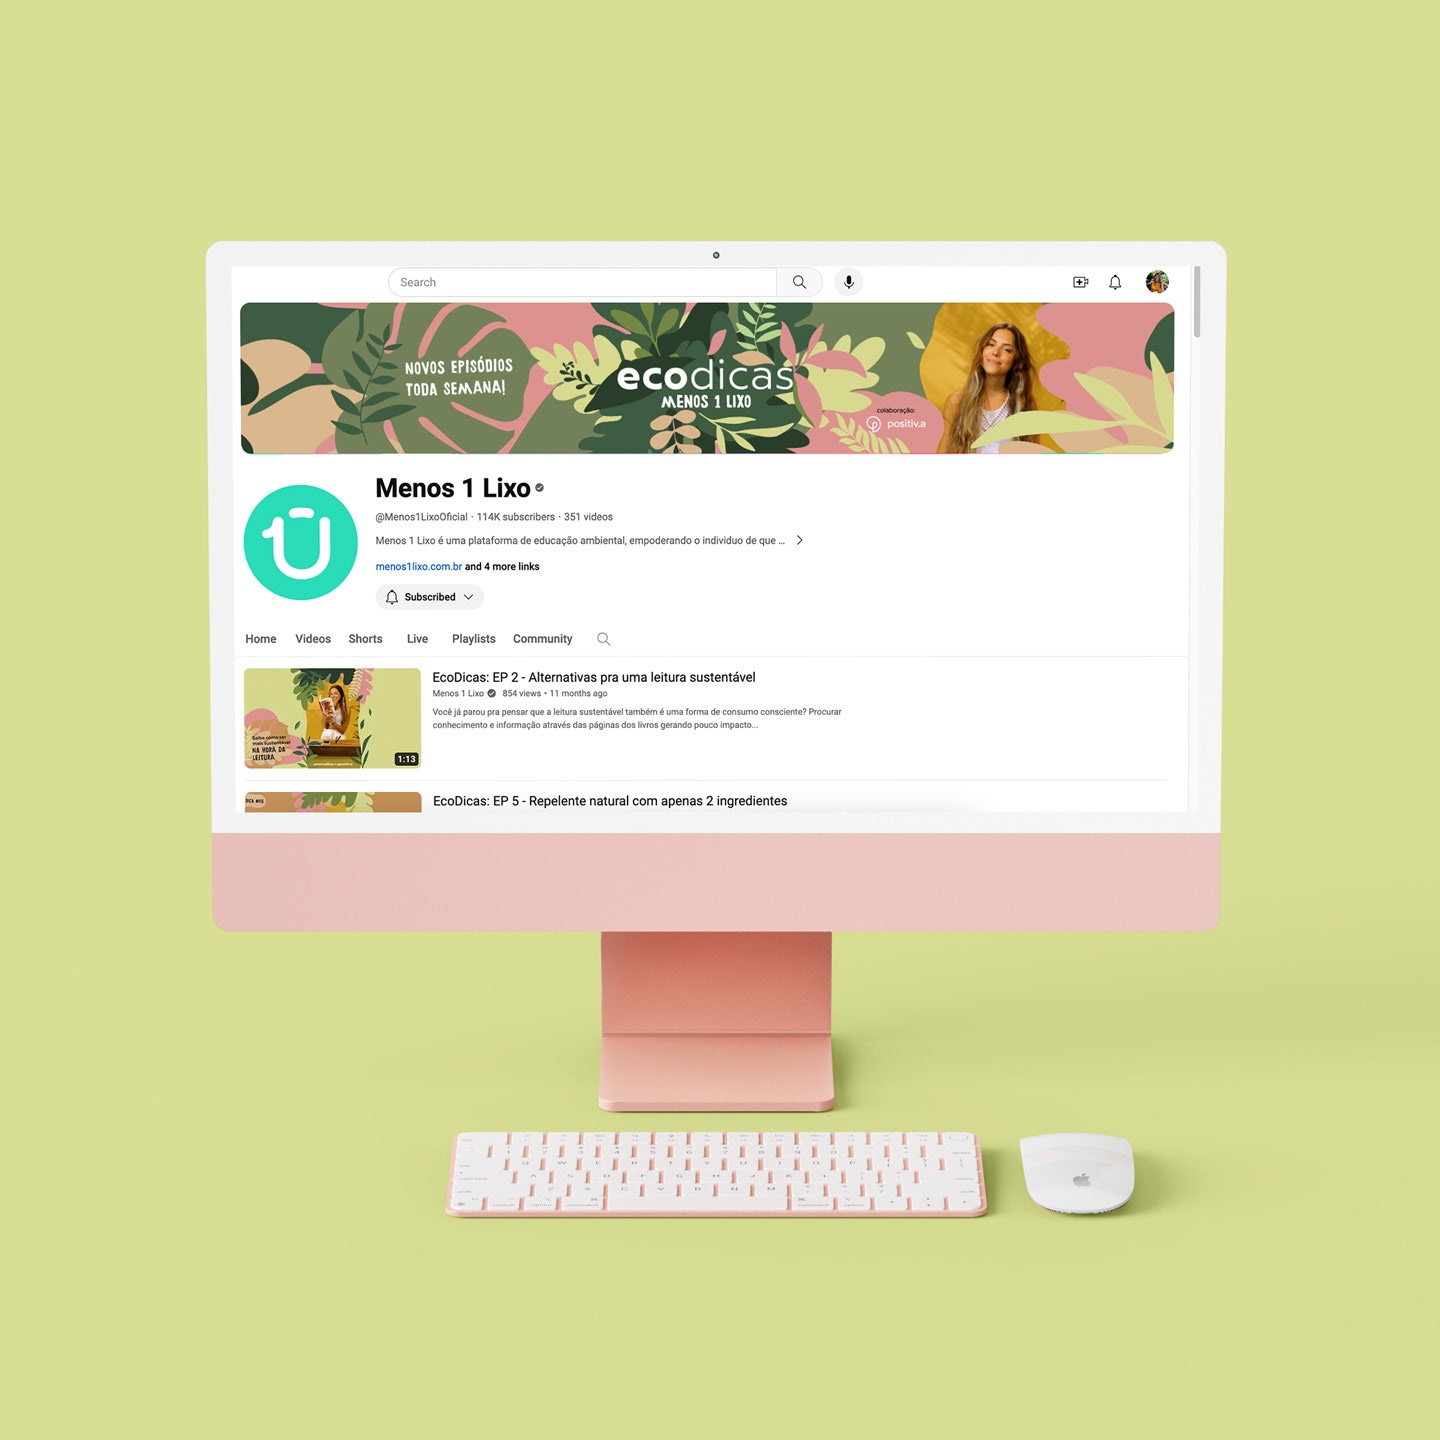 Search
NOVOS EPISÓDIOS
TODA SEMANA!
ecodicas
MENOS 1 LIXO
colaboração:
positiv.a
Menos 1 Lixo
@Menos1LixoOficial · 114K subscribers · 351 videos
Menos 1 Lixo é uma plataforma de educação ambiental, empoderando o individuo de que ...
menos1lixo.com.br and 4 more links
Subscribed
Home Videos Shorts Live Playlists Community
EcoDicas: EP 2 - Alternativas pra uma leitura sustentável
Menos 1 Lixo 854 views • 11 months ago
Você já parou pra pensar que a leitura sustentável também é uma forma de consumo consciente? Procurar
conhecimento e informação através das páginas dos livros gerando pouco impacto...
Saiba como ser
mais sustentável
NA HORA DA
LEITURA
1:13
EcoDicas: EP 5 - Repelente natural com apenas 2 ingredientes